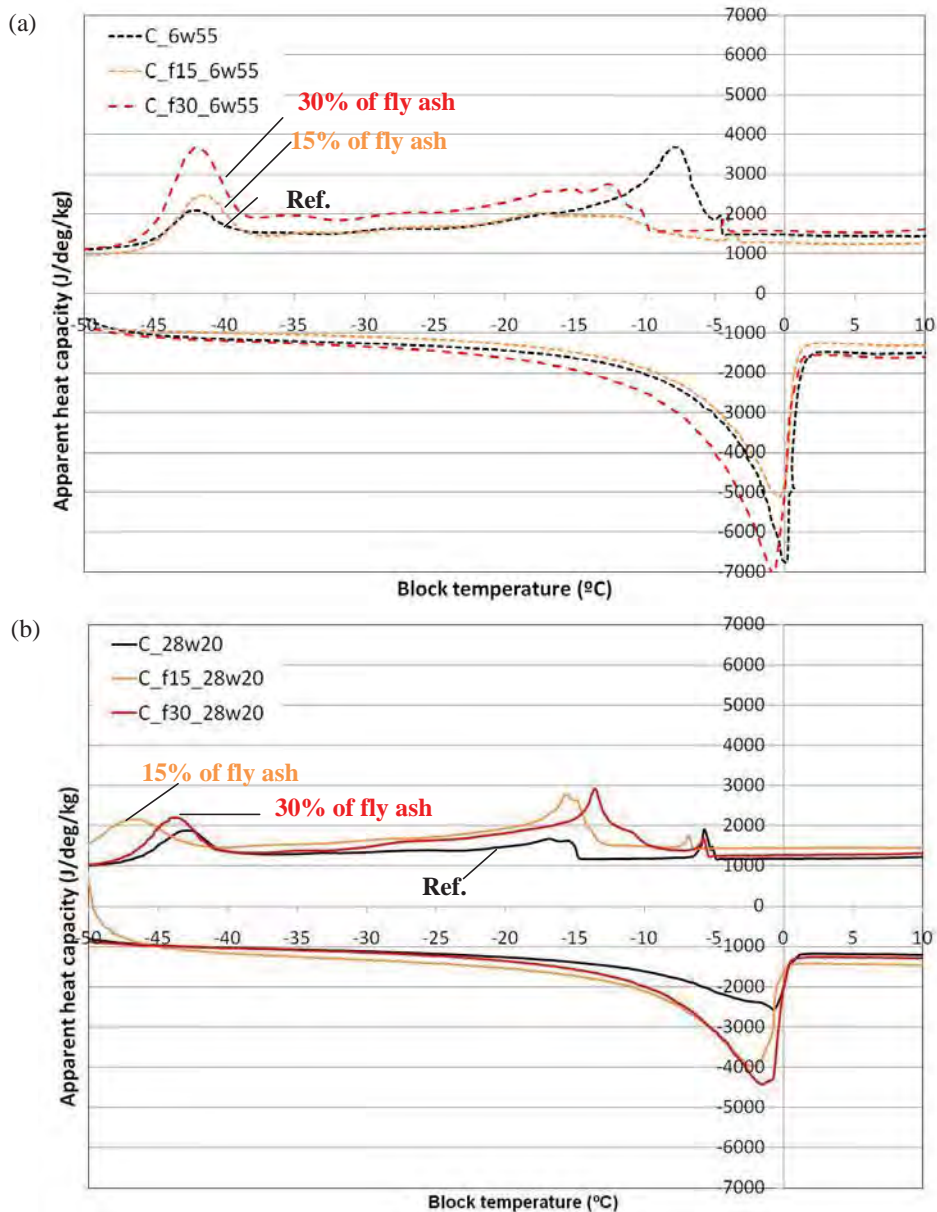 (a)
7000
6000
5000
4000
3000
2000
1000
0
-1000
-2000
-3000
-4000
-5000
-6000
-7000
C_6w55
C_f15_6w55
C_f30_6w55
30% of fly ash
15% of fly ash
Ref.
-50 -45 -40 -35 -30 -25 -20 -15 -10 -5 0 5 10
Apparent heat capacity (J/deg/kg)
Block temperature (ºC)
(b)
7000
6000
5000
4000
3000
2000
1000
0
-1000
-2000
-3000
-4000
-5000
-6000
-7000
C_28w20
C_f15_28w20
C_f30_28w20
15% of fly ash
30% of fly ash
Ref.
-50 -45 -40 -35 -30 -25 -20 -15 -10 -5 0 5 10
Apparent heat capacity (J/deg/kg)
Block temperature (ºC)